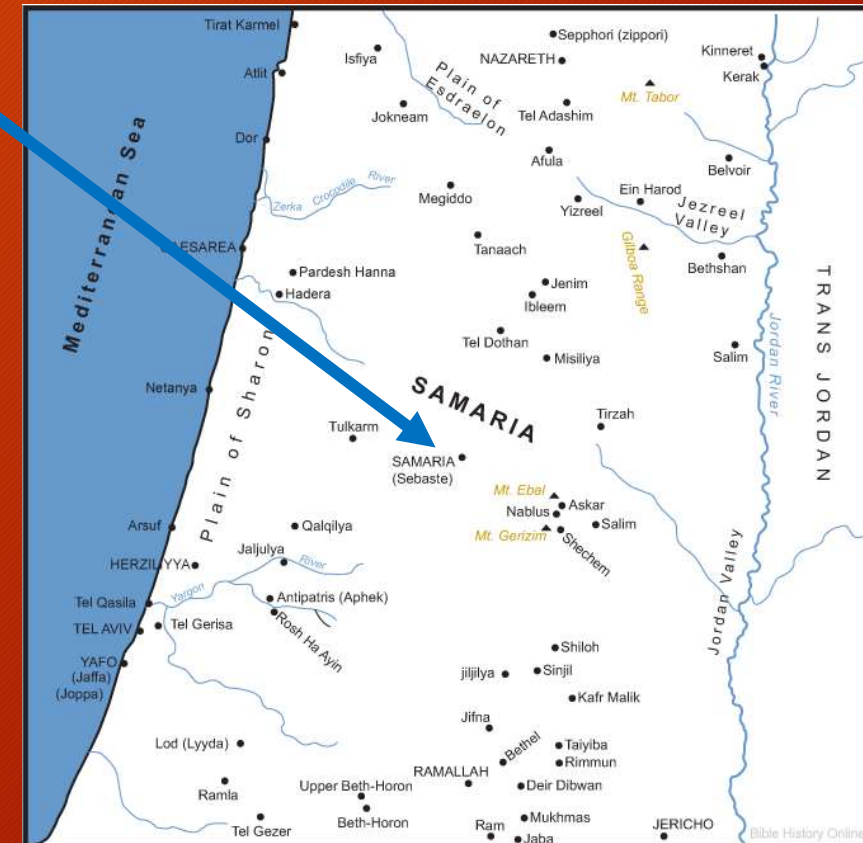 Tirat Karmel
Sepphori (zippori)
Isfiya
NAZARETH
Kinneret
Kerak
Atlit
Plain of
Esdraelon
Mt. Tabor
Jokneam
Tel Adashim
Dor
Afula
Belvoir
Mediterranean Sea
Zerka Crocodile River
Megiddo
Yizreel
Ein Harod
Jezreel
Valley
Tanaach
Gilboa Range
CAESAREA
Bethshan
Pardesh Hanna
Hadera
Jenim
Ibleem
TRANS JORDAN
Tel Dothan
Misiliya
Salim
Jordan River
Plain of Sharon
Netanya
SAMARIA
Tulkarm
Tirzah
SAMARIA
(Sebaste)
Mt. Ebal
Askar
Nablus
Salim
Mt. Gerizim
Shechem
Arsuf
Qalqilya
Jaljulya
HERZILIYYA
Yargon River
Jordan Valley
Tel Qasila
Antipatris (Aphek)
Rosh Ha Ayin
TEL AVIV
Tel Gerisa
YAFO
(Jaffa)
(Joppa)
Shiloh
jiljilya
Sinjil
Kafr Malik
Jifna
Lod (Lyyda)
Bethel
Taiyiba
Rimmun
RAMALLAH
Deir Dibwan
Ramla
Upper Beth-Horon
Beth-Horon
Tel Gezer
Ram
Mukhmas
Jaba
JERICHO
Bible History Online